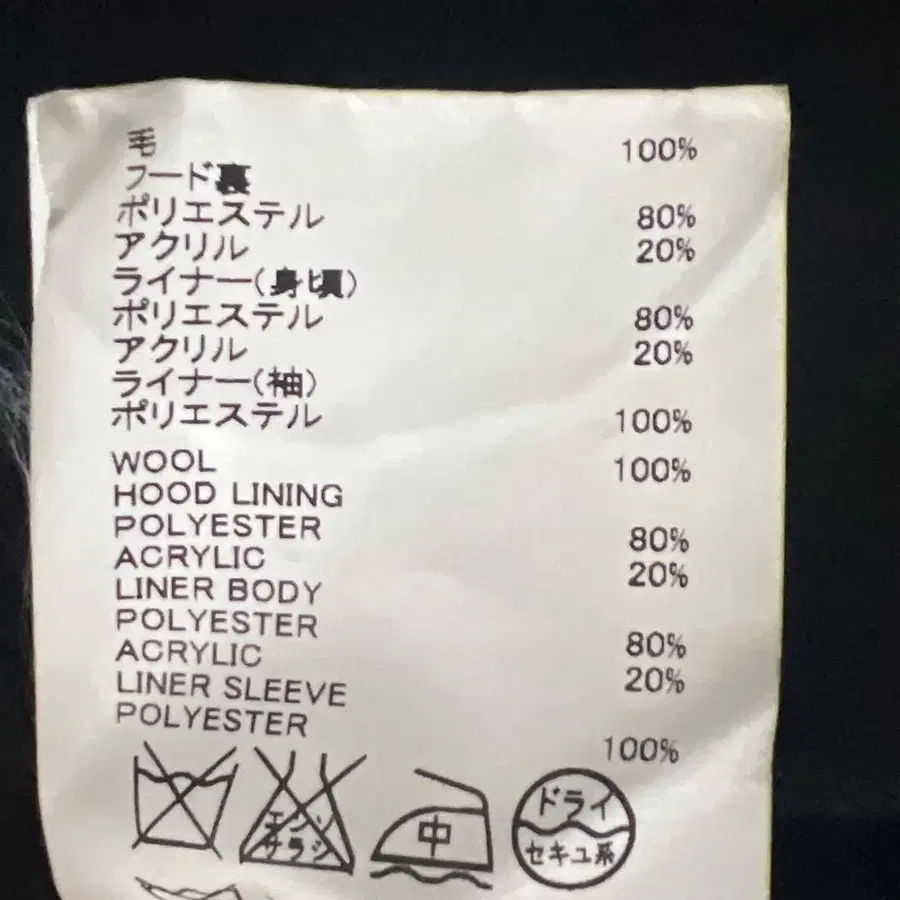 毛 100%
フード裏
ポリエステル 80%
アクリル 20%
ライナー(身頃)
ポリエステル 80%
アクリル 20%
ライナー(袖)
ポリエステル 100%
WOOL 100%
HOOD LINING
POLYESTER 80%
ACRYLIC 20%
LINER BODY
POLYESTER 80%
ACRYLIC 20%
LINER SLEEVE
POLYESTER 100%
エンソ
サラシ
中
ドライ
セキユ系